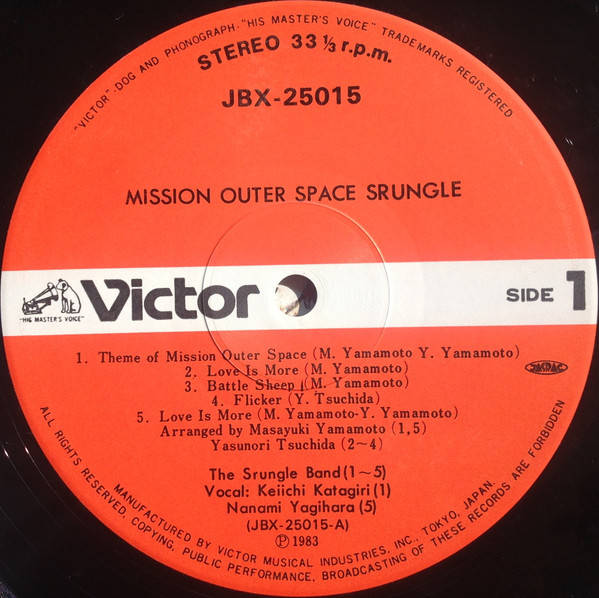 "VICTOR"-DOG AND PHONOGRAPH-"HIS MASTER'S VOICE" TRADEMARKS REGISTERED
STEREO 33 1/3 r.p.m.
JBX-25015
MISSION OUTER SPACE SRUNGLE
"HIS MASTER'S VOICE"
Victor
SIDE 1
1. Theme of Mission Outer Space (M. Yamamoto Y. Yamamoto)
2. Love Is More (M. Yamamoto)
3. Battle Sheep (M. Yamamoto)
4. Flicker (Y. Tsuchida)
5. Love Is More (M. Yamamoto-Y. Yamamoto)
Arranged by Masayuki Yamamoto (1,5)
Yasunori Tsuchida (2~4)
The Srungle Band (1~5)
Vocal: Keiichi Katagiri (1)
Nanami Yagihara (5)
(JBX-25015-A)
℗ 1983
MANUFACTURED BY VICTOR MUSICAL INDUSTRIES, INC., TOKYO, JAPAN.
ALL RIGHTS RESERVED, COPYING, PUBLIC PERFORMANCE, BROADCASTING OF THESE RECORDS ARE FORBIDDEN